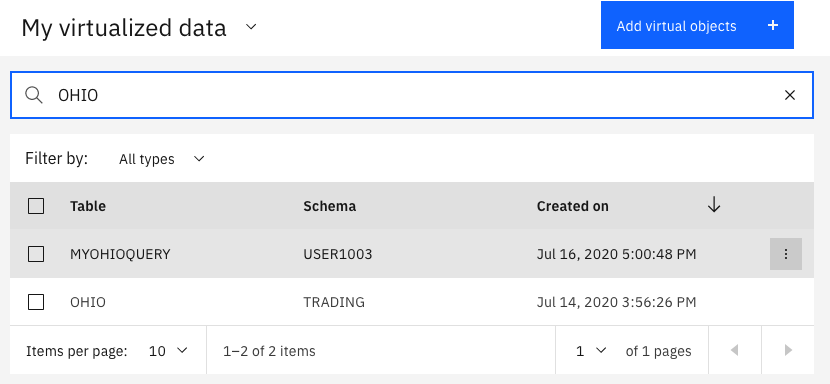 My virtualized data
Add virtual objects +
OHIO
Filter by: All types
Table Schema Created on
MYOHIOQUERY USER1003 Jul 16, 2020 5:00:48 PM
OHIO TRADING Jul 14, 2020 3:56:26 PM
Items per page: 10 1–2 of 2 items 1 of 1 pages